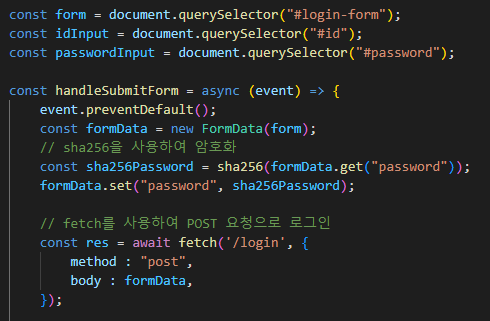 const form = document.querySelector("#login-form");
const idInput = document.querySelector("#id");
const passwordInput = document.querySelector("#password");
const handleSubmitForm = async (event) => {
event.preventDefault();
const formData = new FormData(form);
// sha256을 사용하여 암호화
const sha256Password = sha256(formData.get("password"));
formData.set("password", sha256Password);
// fetch를 사용하여 POST 요청으로 로그인
const res = await fetch('/login', {
method : "post",
body : formData,
});